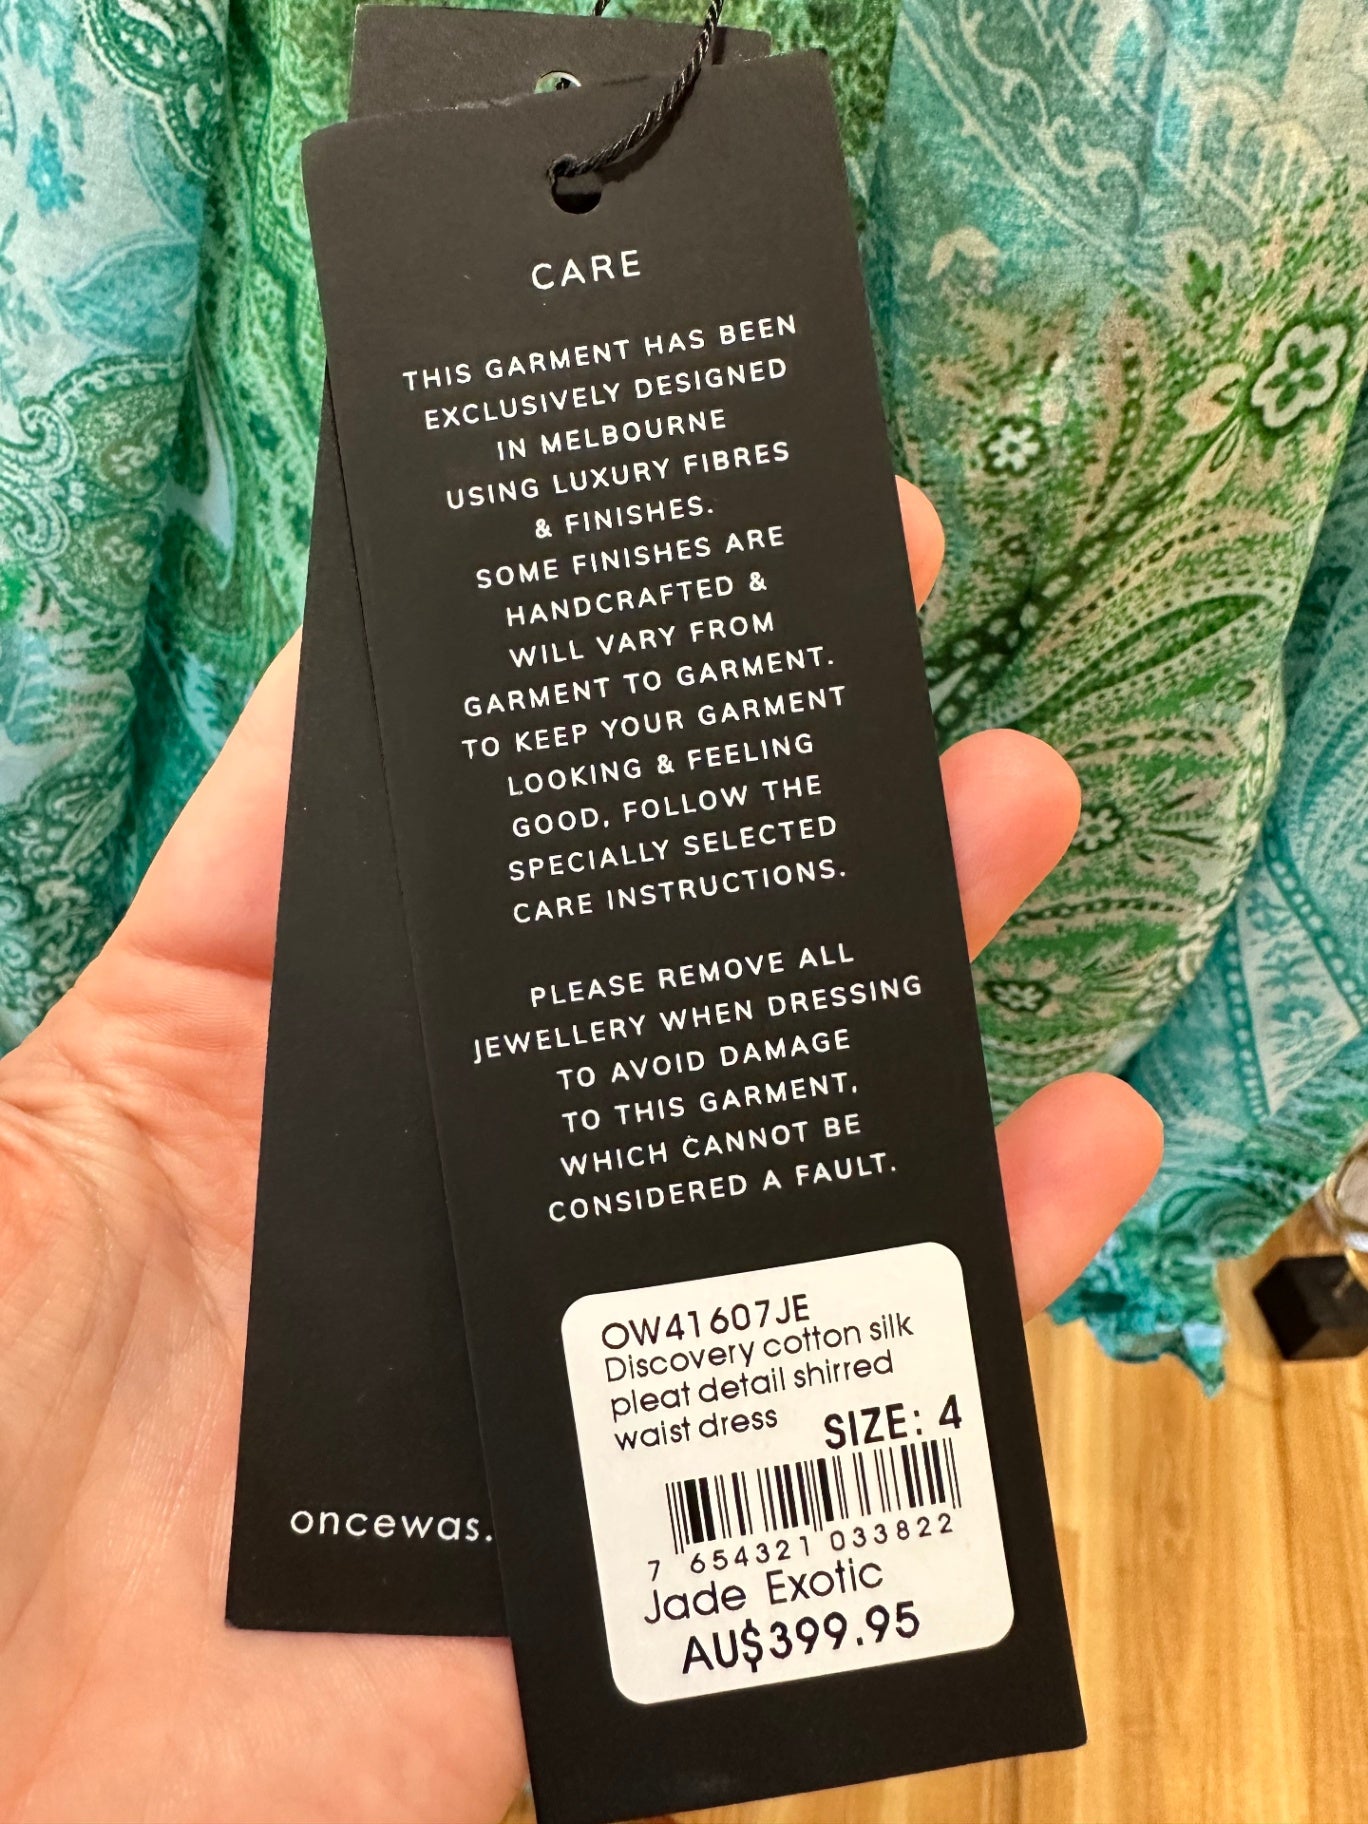 CARE
THIS GARMENT HAS BEEN
EXCLUSIVELY DESIGNED
IN MELBOURNE
USING LUXURY FIBRES
& FINISHES.
SOME FINISHES ARE
HANDCRAFTED &
WILL VARY FROM
GARMENT TO GARMENT.
TO KEEP YOUR GARMENT
LOOKING & FEELING
GOOD, FOLLOW THE
SPECIALLY SELECTED
CARE INSTRUCTIONS.
PLEASE REMOVE ALL
JEWELLERY WHEN DRESSING
TO AVOID DAMAGE
TO THIS GARMENT,
WHICH CANNOT BE
CONSIDERED A FAULT.
OW41607JE
Discovery cotton silk
pleat detail shirred
waist dress
SIZE: 4
7 654321 033822
Jade Exotic
AU$399.95
oncewas.